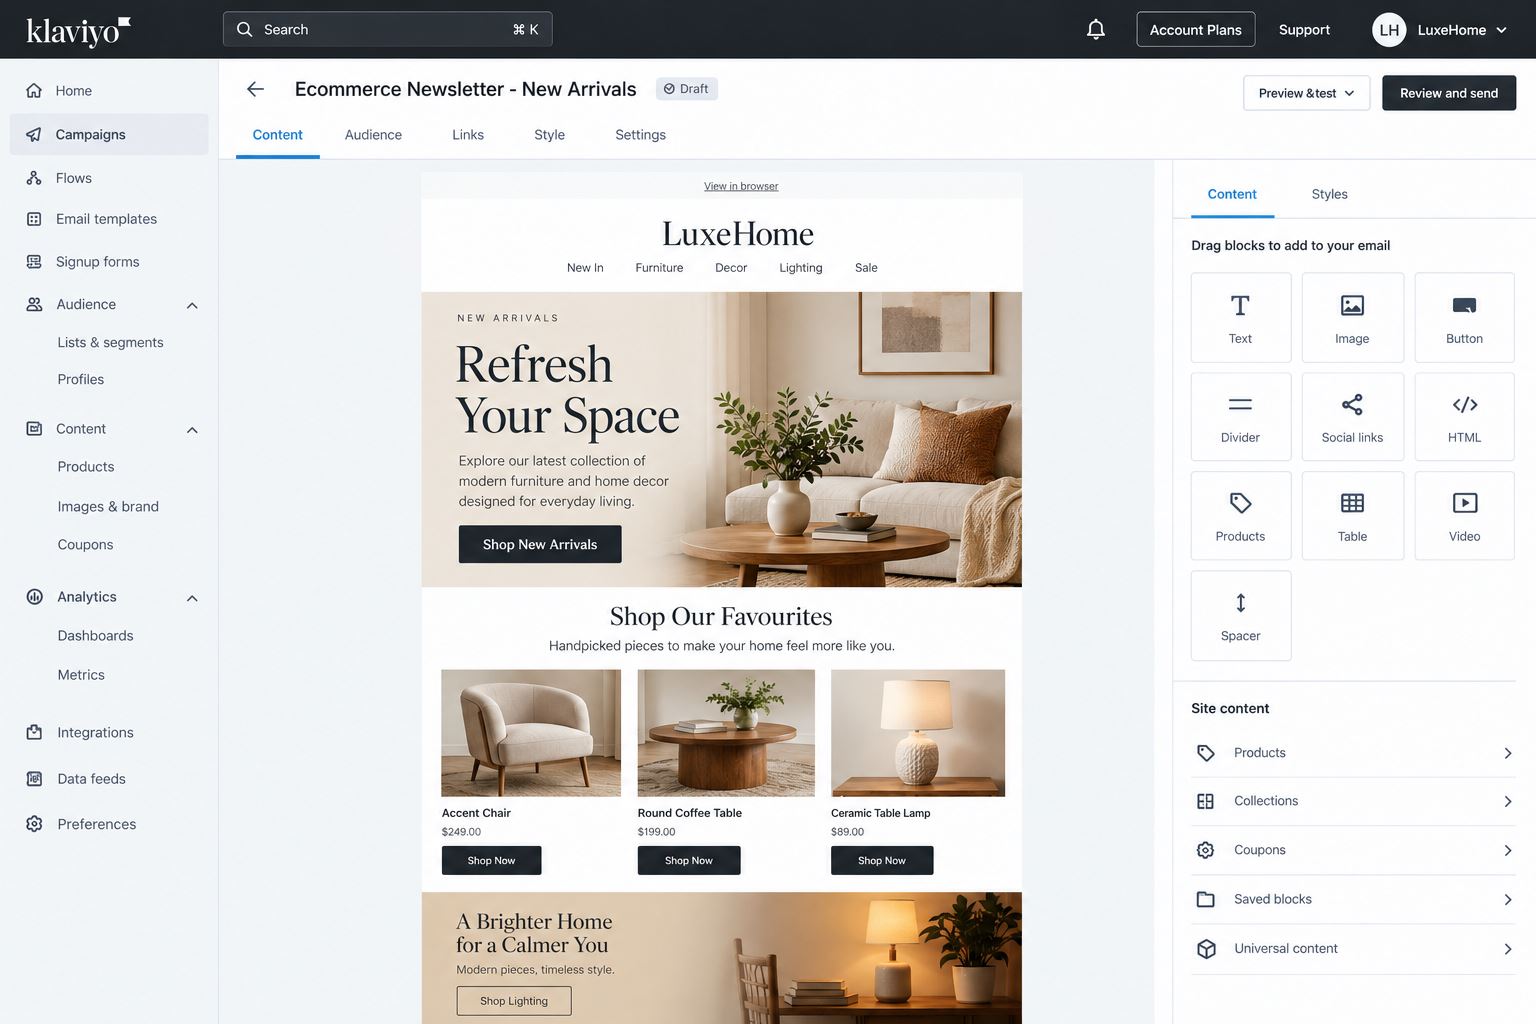 klaviyo
Search
⌘ K
Account Plans
Support
LH
LuxeHome
Home
Campaigns
Flows
Email templates
Signup forms
Audience
Lists & segments
Profiles
Content
Products
Images & brand
Coupons
Analytics
Dashboards
Metrics
Integrations
Data feeds
Preferences
Ecommerce Newsletter - New Arrivals
Draft
Preview &test
Review and send
Content
Audience
Links
Style
Settings
View in browser
LuxeHome
New In
Furniture
Decor
Lighting
Sale
NEW ARRIVALS
Refresh
Your Space
Explore our latest collection of
modern furniture and home decor
designed for everyday living.
Shop New Arrivals
Shop Our Favourites
Handpicked pieces to make your home feel more like you.
Accent Chair
$249.00
Shop Now
Round Coffee Table
$199.00
Shop Now
Ceramic Table Lamp
$89.00
Shop Now
A Brighter Home
for a Calmer You
Modern pieces, timeless style.
Shop Lighting
Content
Styles
Drag blocks to add to your email
Text
Image
Button
Divider
Social links
HTML
Products
Table
Video
Spacer
Site content
Products
Collections
Coupons
Saved blocks
Universal content